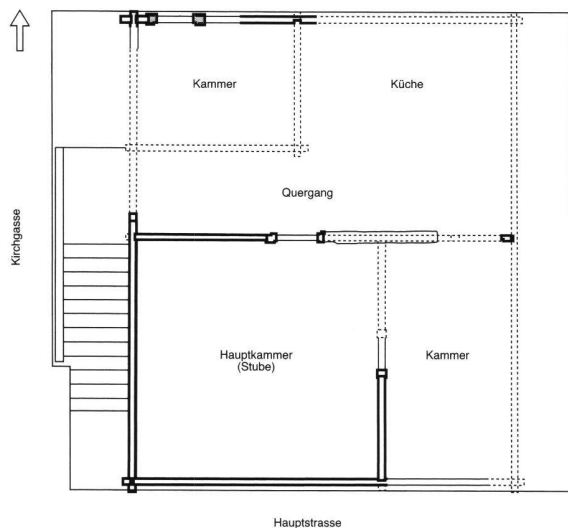 Kammer
Küche
Quergang
Kirchgasse
Hauptkammer
(Stube)
Kammer
Hauptstrasse